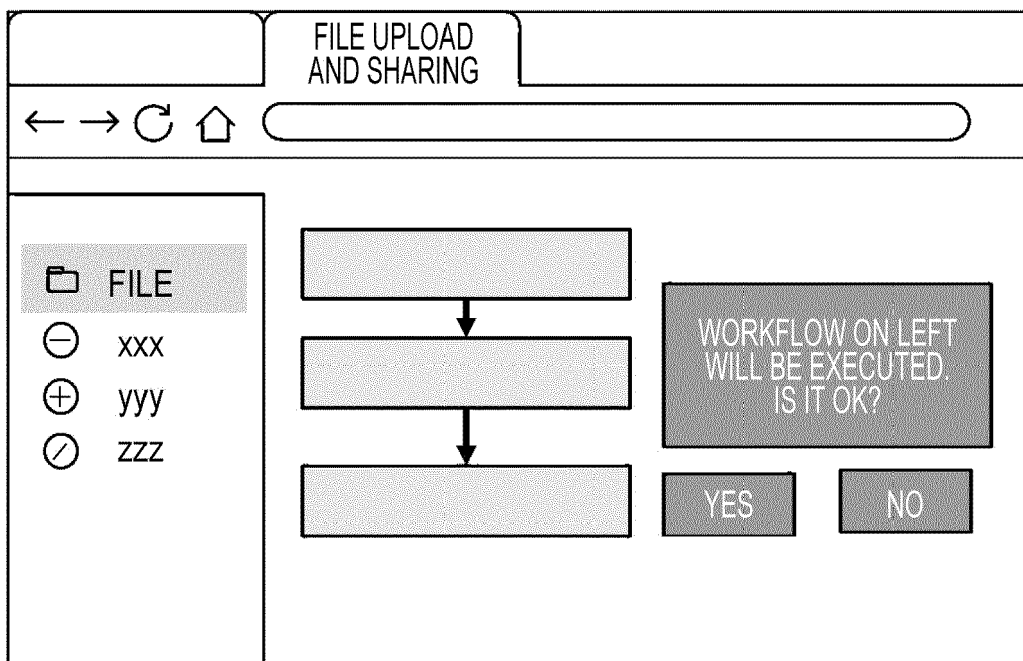 FILE UPLOAD
AND SHARING
FILE
xxx
yyy
zzz
WORKFLOW ON LEFT
WILL BE EXECUTED.
IS IT OK?
YES
NO